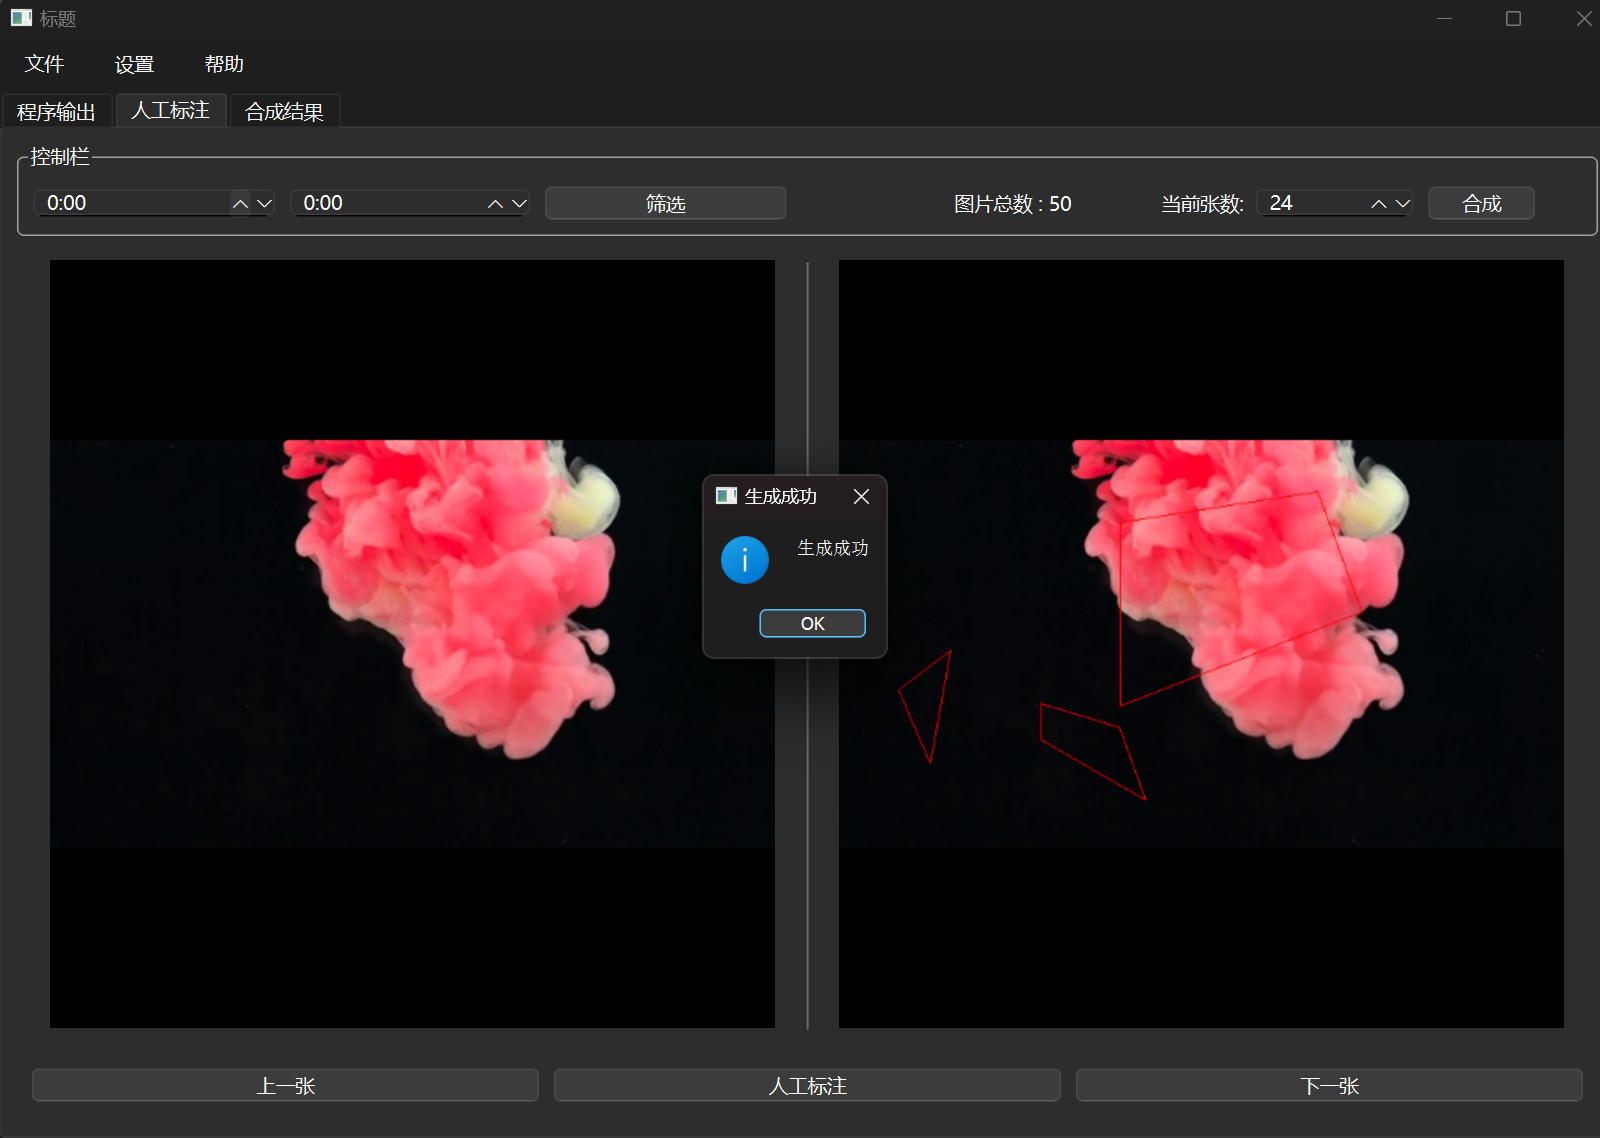 标题
文件 设置 帮助
程序输出 人工标注 合成结果
控制栏
0:00 0:00 筛选 图片总数 : 50 当前张数: 24 合成
生成成功
生成成功
OK
上一张 人工标注 下一张